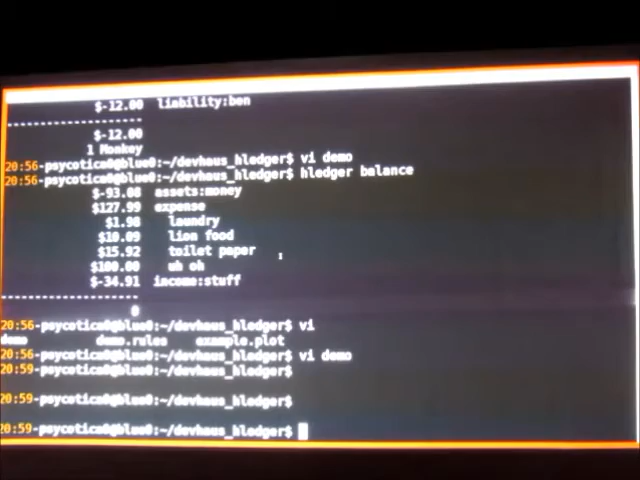 $-12.00 liability:ben
--------------------
$-12.00
1 Monkey
20:56-psycotica0@blue0:~/devhaus_hledger$ vi demo
20:56-psycotica0@blue0:~/devhaus_hledger$ hledger balance
$-93.08 assets:money
$127.99 expense
$1.98 laundry
$10.09 lion food
$15.92 toilet paper
$100.00 uh oh
$-34.91 income:stuff
--------------------
0
20:56-psycotica0@blue0:~/devhaus_hledger$ vi
demo demo.rules example.plot
20:56-psycotica0@blue0:~/devhaus_hledger$ vi demo
20:59-psycotica0@blue0:~/devhaus_hledger$
20:59-psycotica0@blue0:~/devhaus_hledger$
20:59-psycotica0@blue0:~/devhaus_hledger$